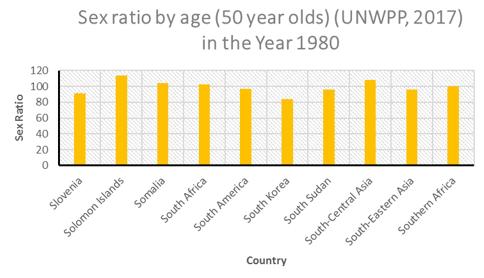 Sex ratio by age (50 year olds) (UNWPP, 2017)
in the Year 1980
Sex Ratio
120
100
80
60
40
20
0
Slovenia
Solomon Islands
Somalia
South Africa
South America
South Korea
South Sudan
South-Central Asia
South-Eastern Asia
Southern Africa
Country